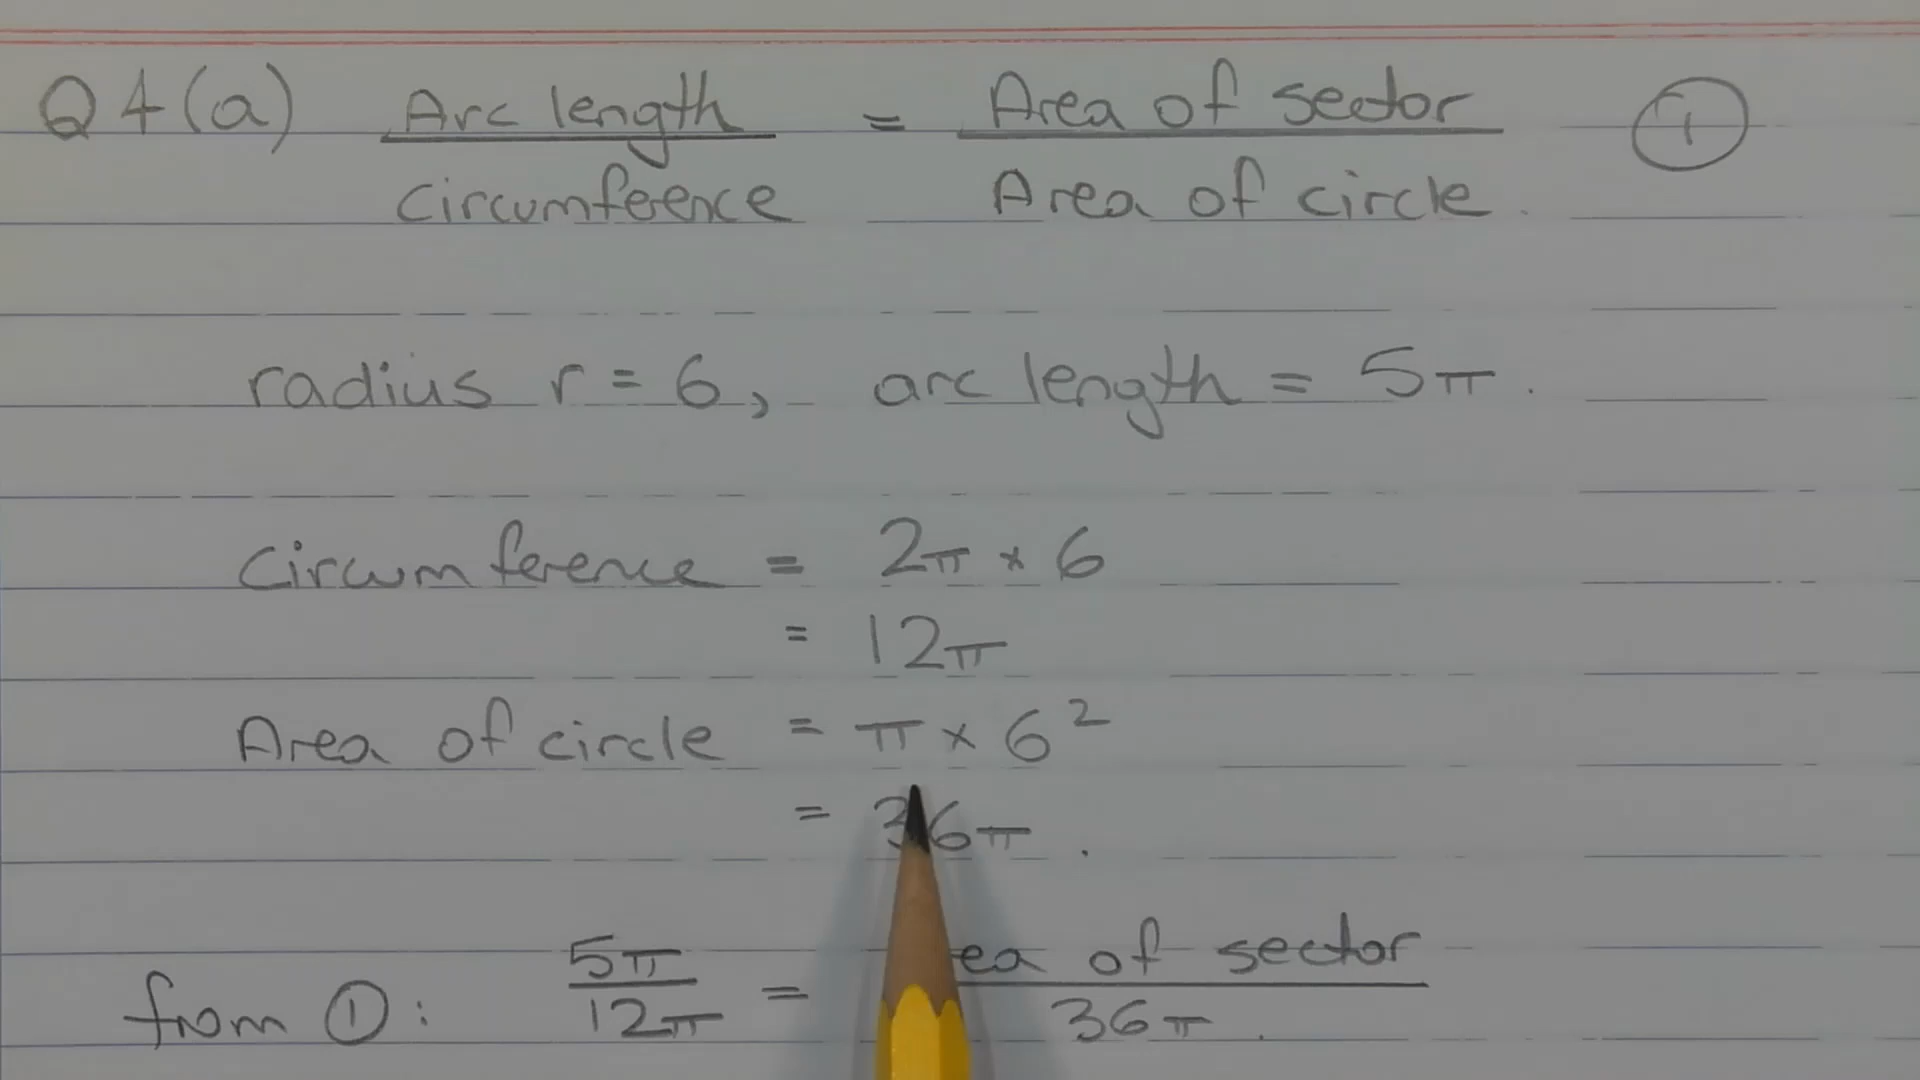 Q4(a) Arc length / Circumference = Area of sector / Area of circle. ①
radius r = 6, arc length = 5π.
Circumference = 2π × 6
= 12π
Area of circle = π × 6²
= 36π.
from ①: 5π / 12π = of sector / 36π.